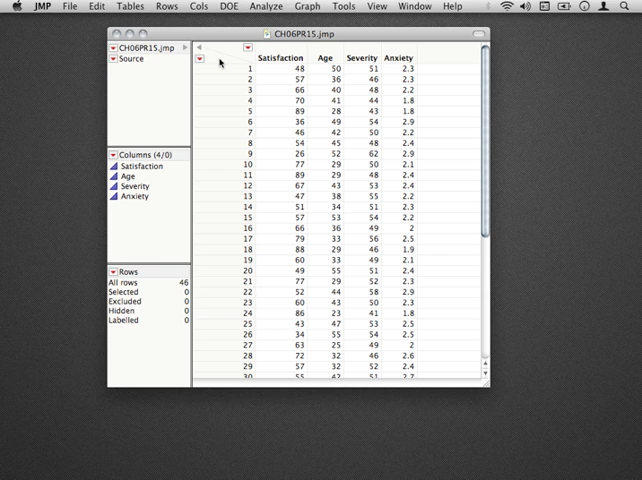 JMP File Edit Tables Rows Cols DOE Analyze Graph Tools View Window Help
CH06PR15.jmp
CH06PR15.jmp
Source
Columns (4/0)
Satisfaction
Age
Severity
Anxiety
Rows
All rows 46
Selected 0
Excluded 0
Hidden 0
Labelled 0
Satisfaction Age Severity Anxiety
1 48 50 51 2.3
2 57 36 46 2.3
3 66 40 48 2.2
4 70 41 44 1.8
5 89 28 43 1.8
6 36 49 54 2.9
7 46 42 50 2.2
8 54 45 48 2.4
9 26 52 62 2.9
10 77 29 50 2.1
11 89 29 48 2.4
12 67 43 53 2.4
13 47 38 55 2.2
14 51 34 51 2.3
15 57 53 54 2.2
16 66 36 49 2
17 79 33 56 2.5
18 88 29 46 1.9
19 60 33 49 2.1
20 49 55 51 2.4
21 77 29 52 2.3
22 52 44 58 2.9
23 60 43 50 2.3
24 86 23 41 1.8
25 43 47 53 2.5
26 34 55 54 2.5
27 63 25 49 2
28 72 32 46 2.6
29 57 32 52 2.4
30 55 42 51 2.7